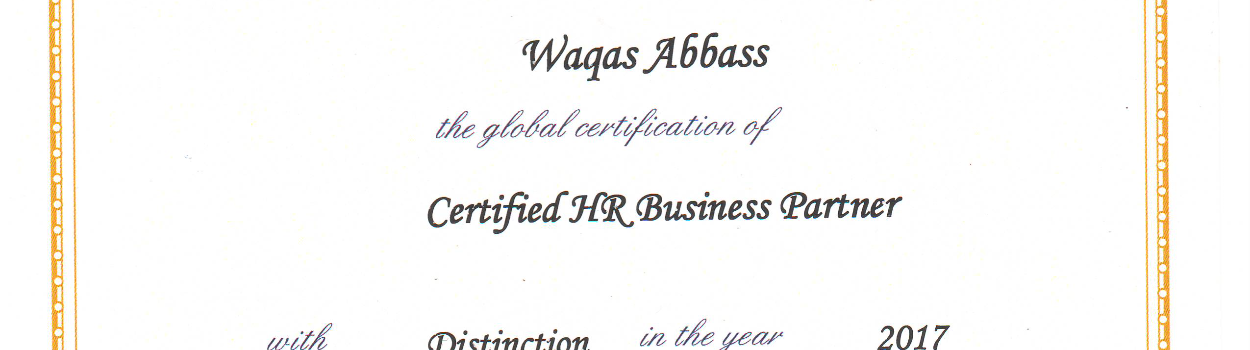 Waqas Abbass
the global certification of
Certified HR Business Partner
with Distinction in the year 2017